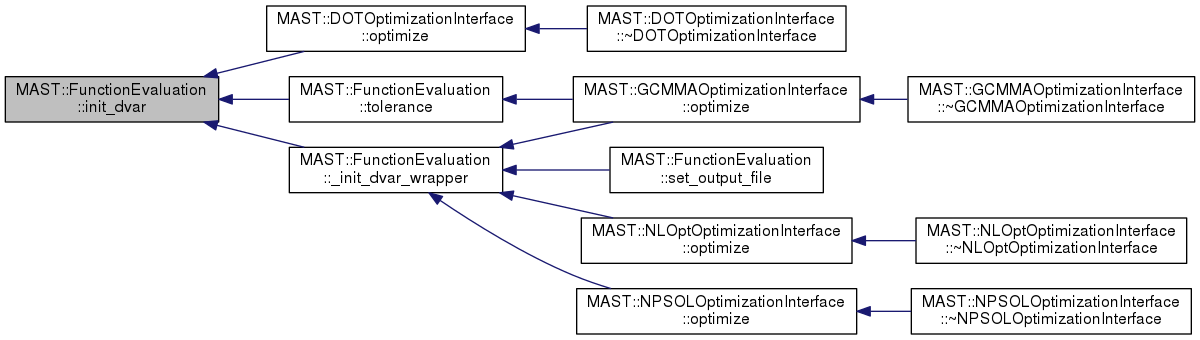 MAST::DOTOptimizationInterface
::optimize
MAST::DOTOptimizationInterface
::~DOTOptimizationInterface
MAST::FunctionEvaluation
::init_dvar
MAST::FunctionEvaluation
::tolerance
MAST::GCMMAOptimizationInterface
::optimize
MAST::GCMMAOptimizationInterface
::~GCMMAOptimizationInterface
MAST::FunctionEvaluation
::_init_dvar_wrapper
MAST::FunctionEvaluation
::set_output_file
MAST::NLOptOptimizationInterface
::optimize
MAST::NLOptOptimizationInterface
::~NLOptOptimizationInterface
MAST::NPSOLOptimizationInterface
::optimize
MAST::NPSOLOptimizationInterface
::~NPSOLOptimizationInterface